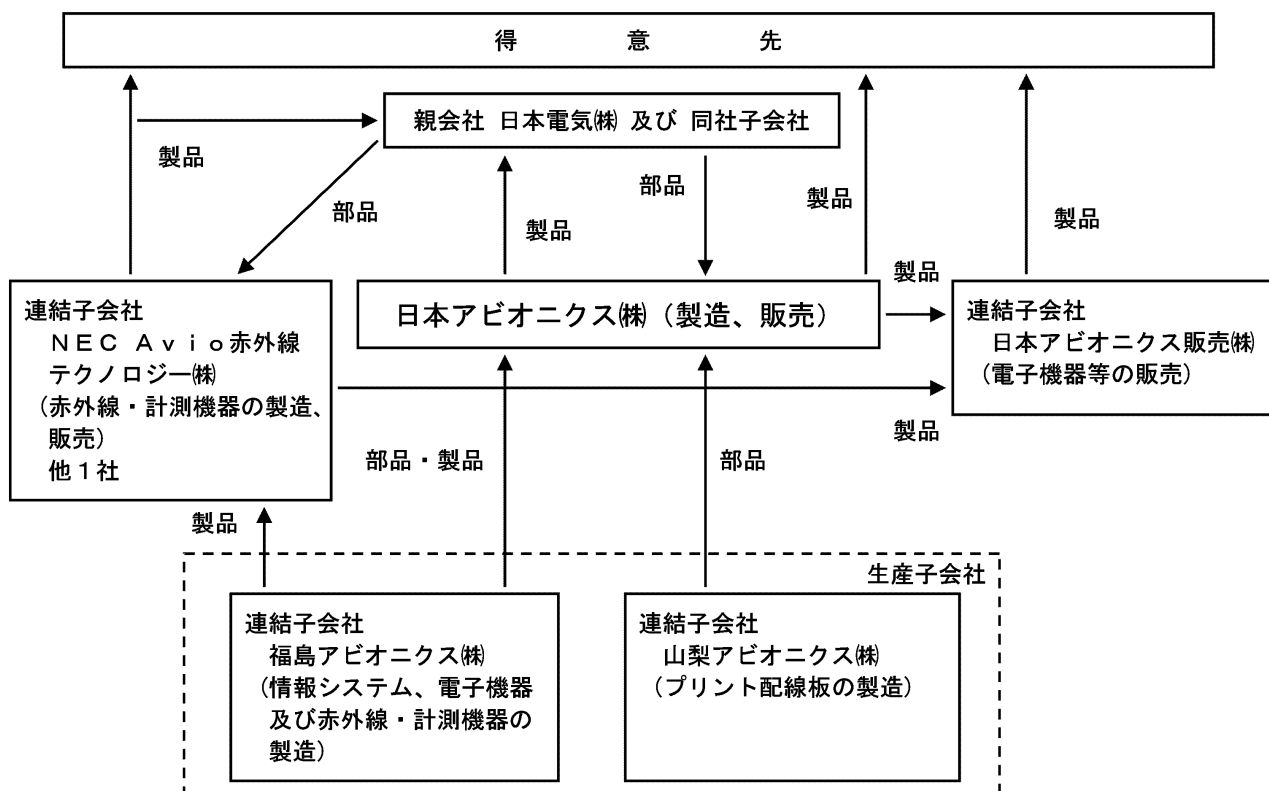 得意先
親会社 日本電気㈱ 及び 同社子会社
製品
部品
製品
部品
製品
製品
連結子会社
ＮＥＣ Ａｖｉｏ赤外線
テクノロジー㈱
（赤外線・計測機器の製造、
販売）
他１社
日本アビオニクス㈱（製造、販売）
製品
連結子会社
日本アビオニクス販売㈱
（電子機器等の販売）
製品
部品・製品
部品
製品
生産子会社
連結子会社
福島アビオニクス㈱
（情報システム、電子機器
及び赤外線・計測機器の
製造）
連結子会社
山梨アビオニクス㈱
（プリント配線板の製造）